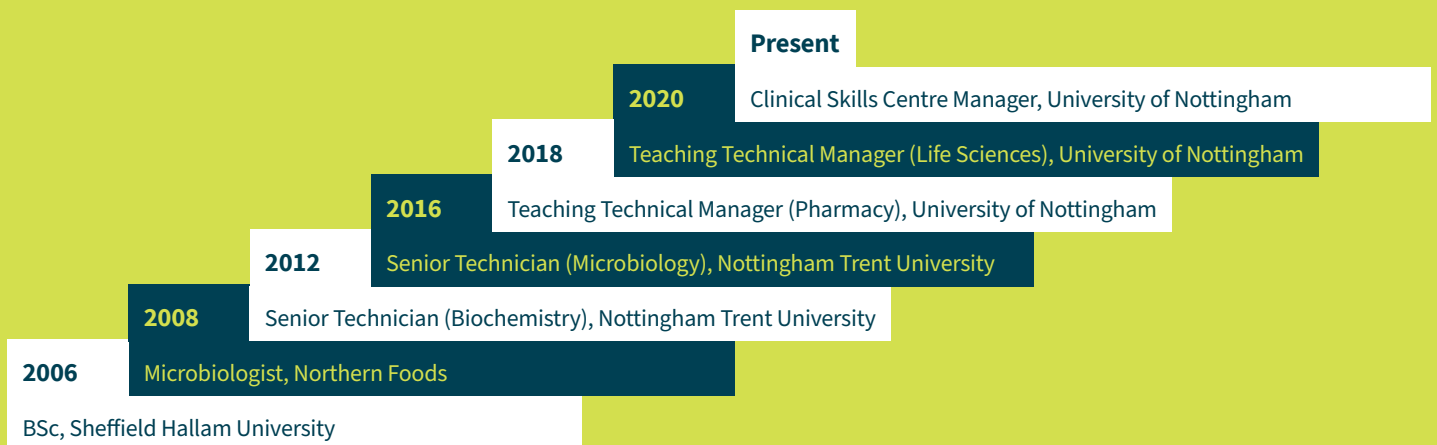 Present
Clinical Skills Centre Manager, University of Nottingham
2020
Teaching Technical Manager (Life Sciences), University of Nottingham
2018
Teaching Technical Manager (Pharmacy), University of Nottingham
2016
Senior Technician (Microbiology), Nottingham Trent University
2012
Senior Technician (Biochemistry), Nottingham Trent University
2008
Microbiologist, Northern Foods
2006
BSc, Sheffield Hallam University